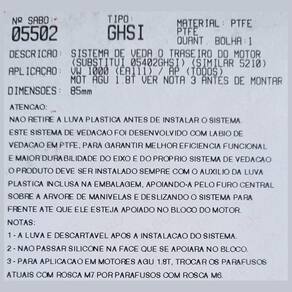 Nº SABO: TIPO MATERIAL: PTFE
05502 GHSI PTFE
QUANT. BOLHA: 1
DESCRICAO: SISTEMA DE VEDA O TRASEIRO DO MOTOR
(SUBSTITUI 05402GHSI) (SIMILAR 5210)
APLICACAO: VW 1000 (EA111) / AP (TODOS)
MOT AGU 1.8T VER NOTA 3 ANTES DE MONTAR
DIMENSOES: 85mm
ATENCAO:
NAO RETIRE A LUVA PLASTICA ANTES DE INSTALAR O SISTEMA.
ESTE SISTEMA DE VEDACAO FOI DESENVOLVIDO COM LABIO DE
VEDACAO EM PTFE, PARA GARANTIR MELHOR EFICIENCIA FUNCIONAL
E MAIOR DURABILIDADE DO EIXO E DO PROPRIO SISTEMA DE VEDACAO
O PRODUTO DEVE SER INSTALADO SEMPRE COM O AUXILIO DA LUVA
PLASTICA INCLUSA NA EMBALAGEM, APOIANDO-A PELO FURO CENTRAL
SOBRE A ARVORE DE MANIVELAS E DESLIZANDO O SISTEMA PARA
FRENTE ATE QUE ELE ESTEJA APOIADO NO BLOCO DO MOTOR.
NOTAS:
1 - A LUVA E DESCARTAVEL APOS A INSTALACAO DO SISTEMA.
2 - NAO PASSAR SILICONE NA FACE QUE SE APOIARA NO BLOCO.
3 - PARA APLICACAO EM MOTORES AGU 1.8T, TROCAR OS PARAFUSOS
ATUAIS COM ROSCA M7 POR PARAFUSOS COM ROSCA M6.